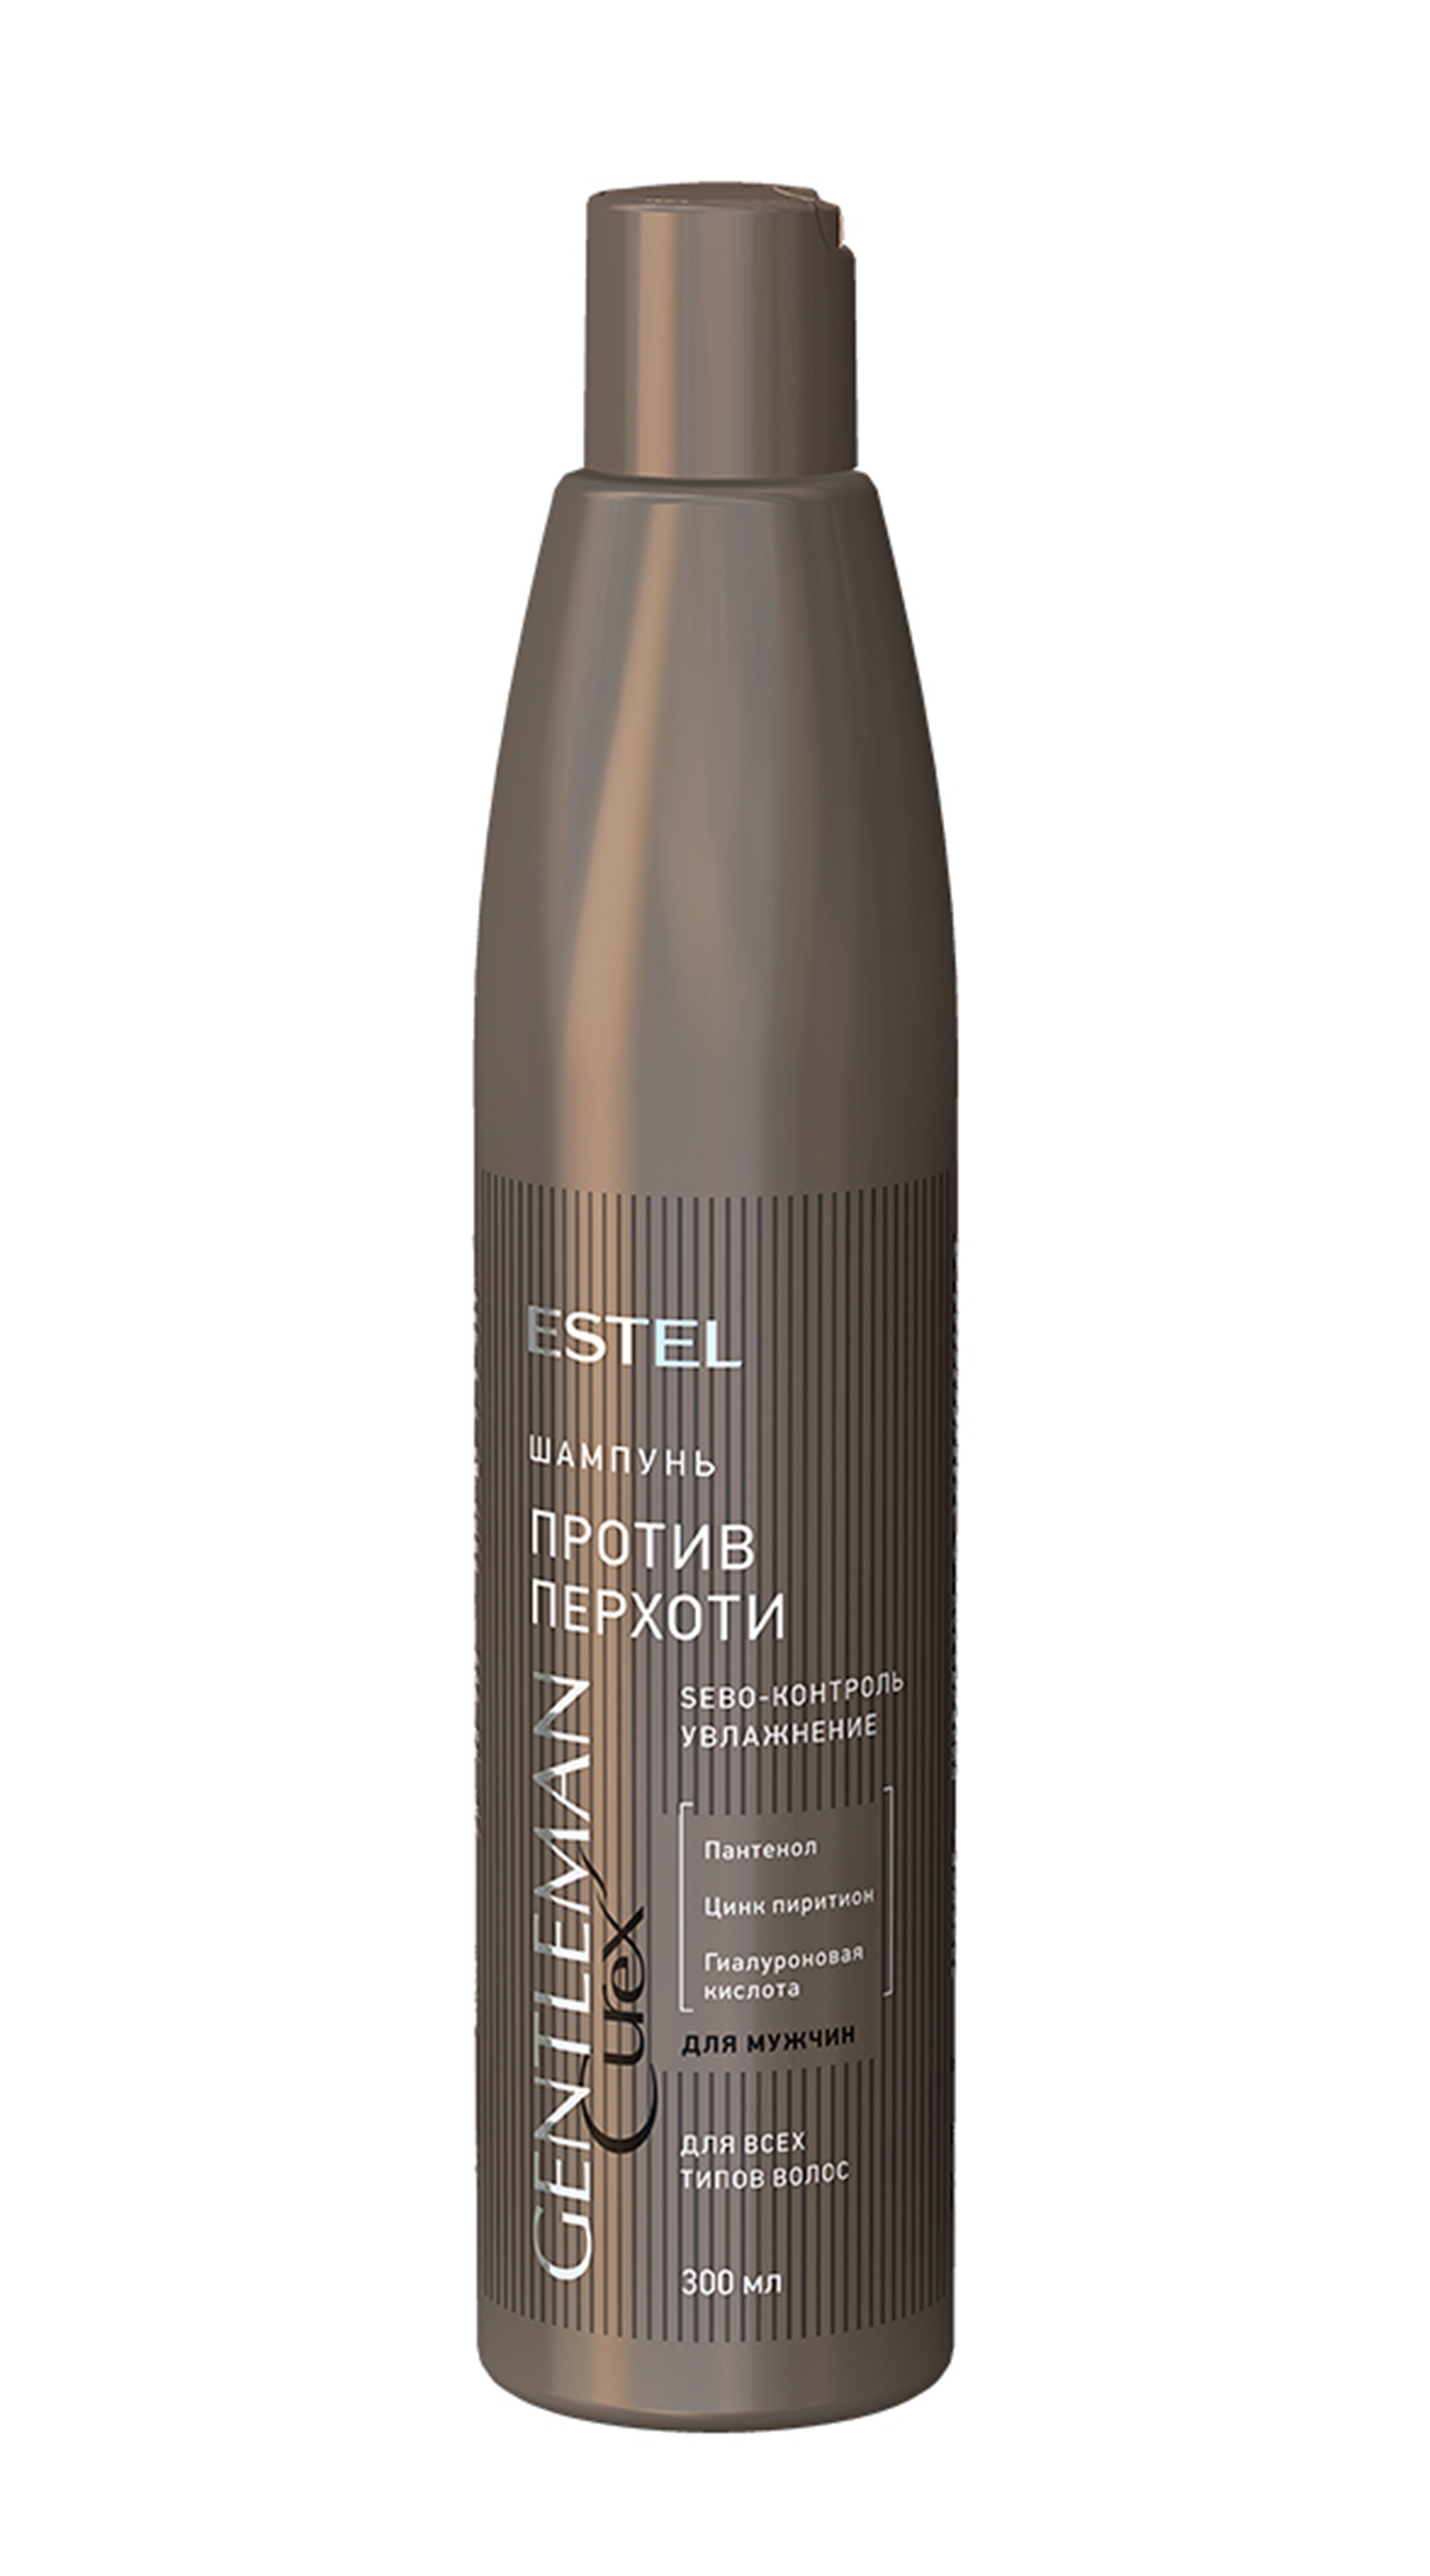 ESTEL
ШАМПУНЬ
ПРОТИВ
ПЕРХОТИ
SEBO-КОНТРОЛЬ
УВЛАЖНЕНИЕ
Пантенол
Цинк пиритион
Гиалуроновая
кислота
ДЛЯ МУЖЧИН
ДЛЯ ВСЕХ
ТИПОВ ВОЛОС
300 мл
GENTLEMAN
Curex